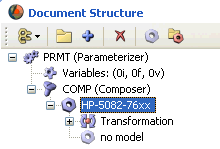 Document Structure
PRMT (Parameterizer)
Variables: (0i, 0f, 0v)
COMP (Composer)
HP-5082-76xx
Transformation
no model